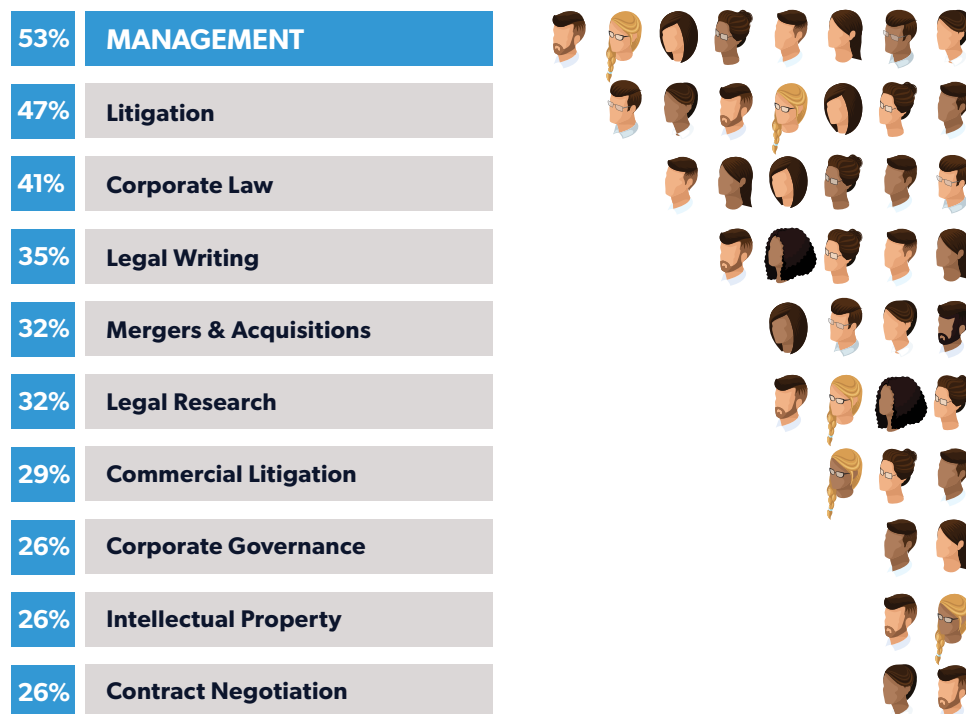 53% MANAGEMENT
47% Litigation
41% Corporate Law
35% Legal Writing
32% Mergers & Acquisitions
32% Legal Research
29% Commercial Litigation
26% Corporate Governance
26% Intellectual Property
26% Contract Negotiation